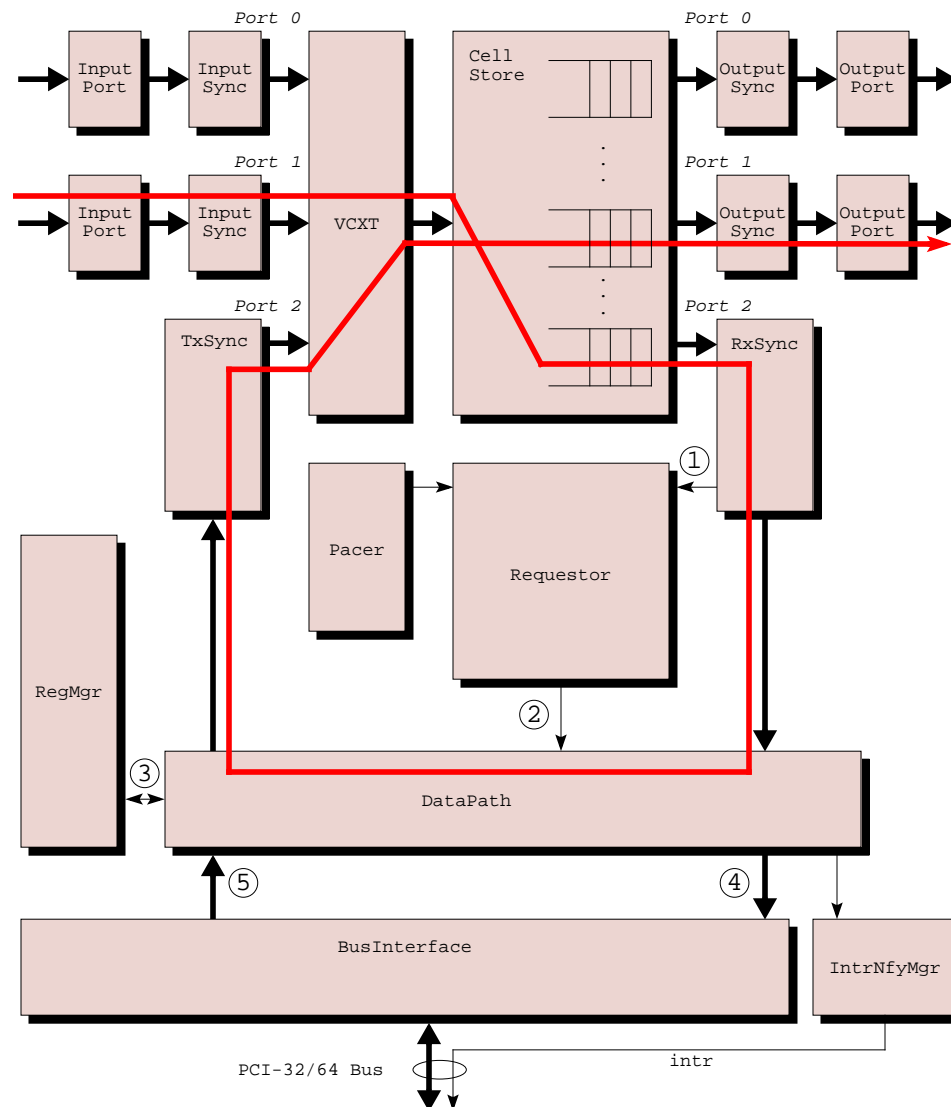 Port 0
Port 0
Input
Port
Input
Sync
Cell
Store
Output
Sync
Output
Port
Port 1
Port 1
Input
Port
Input
Sync
VCXT
Output
Sync
Output
Port
Port 2
Port 2
TxSync
RxSync
1
Pacer
Requestor
RegMgr
2
3
DataPath
5
4
BusInterface
IntrNfyMgr
PCI-32/64 Bus
intr